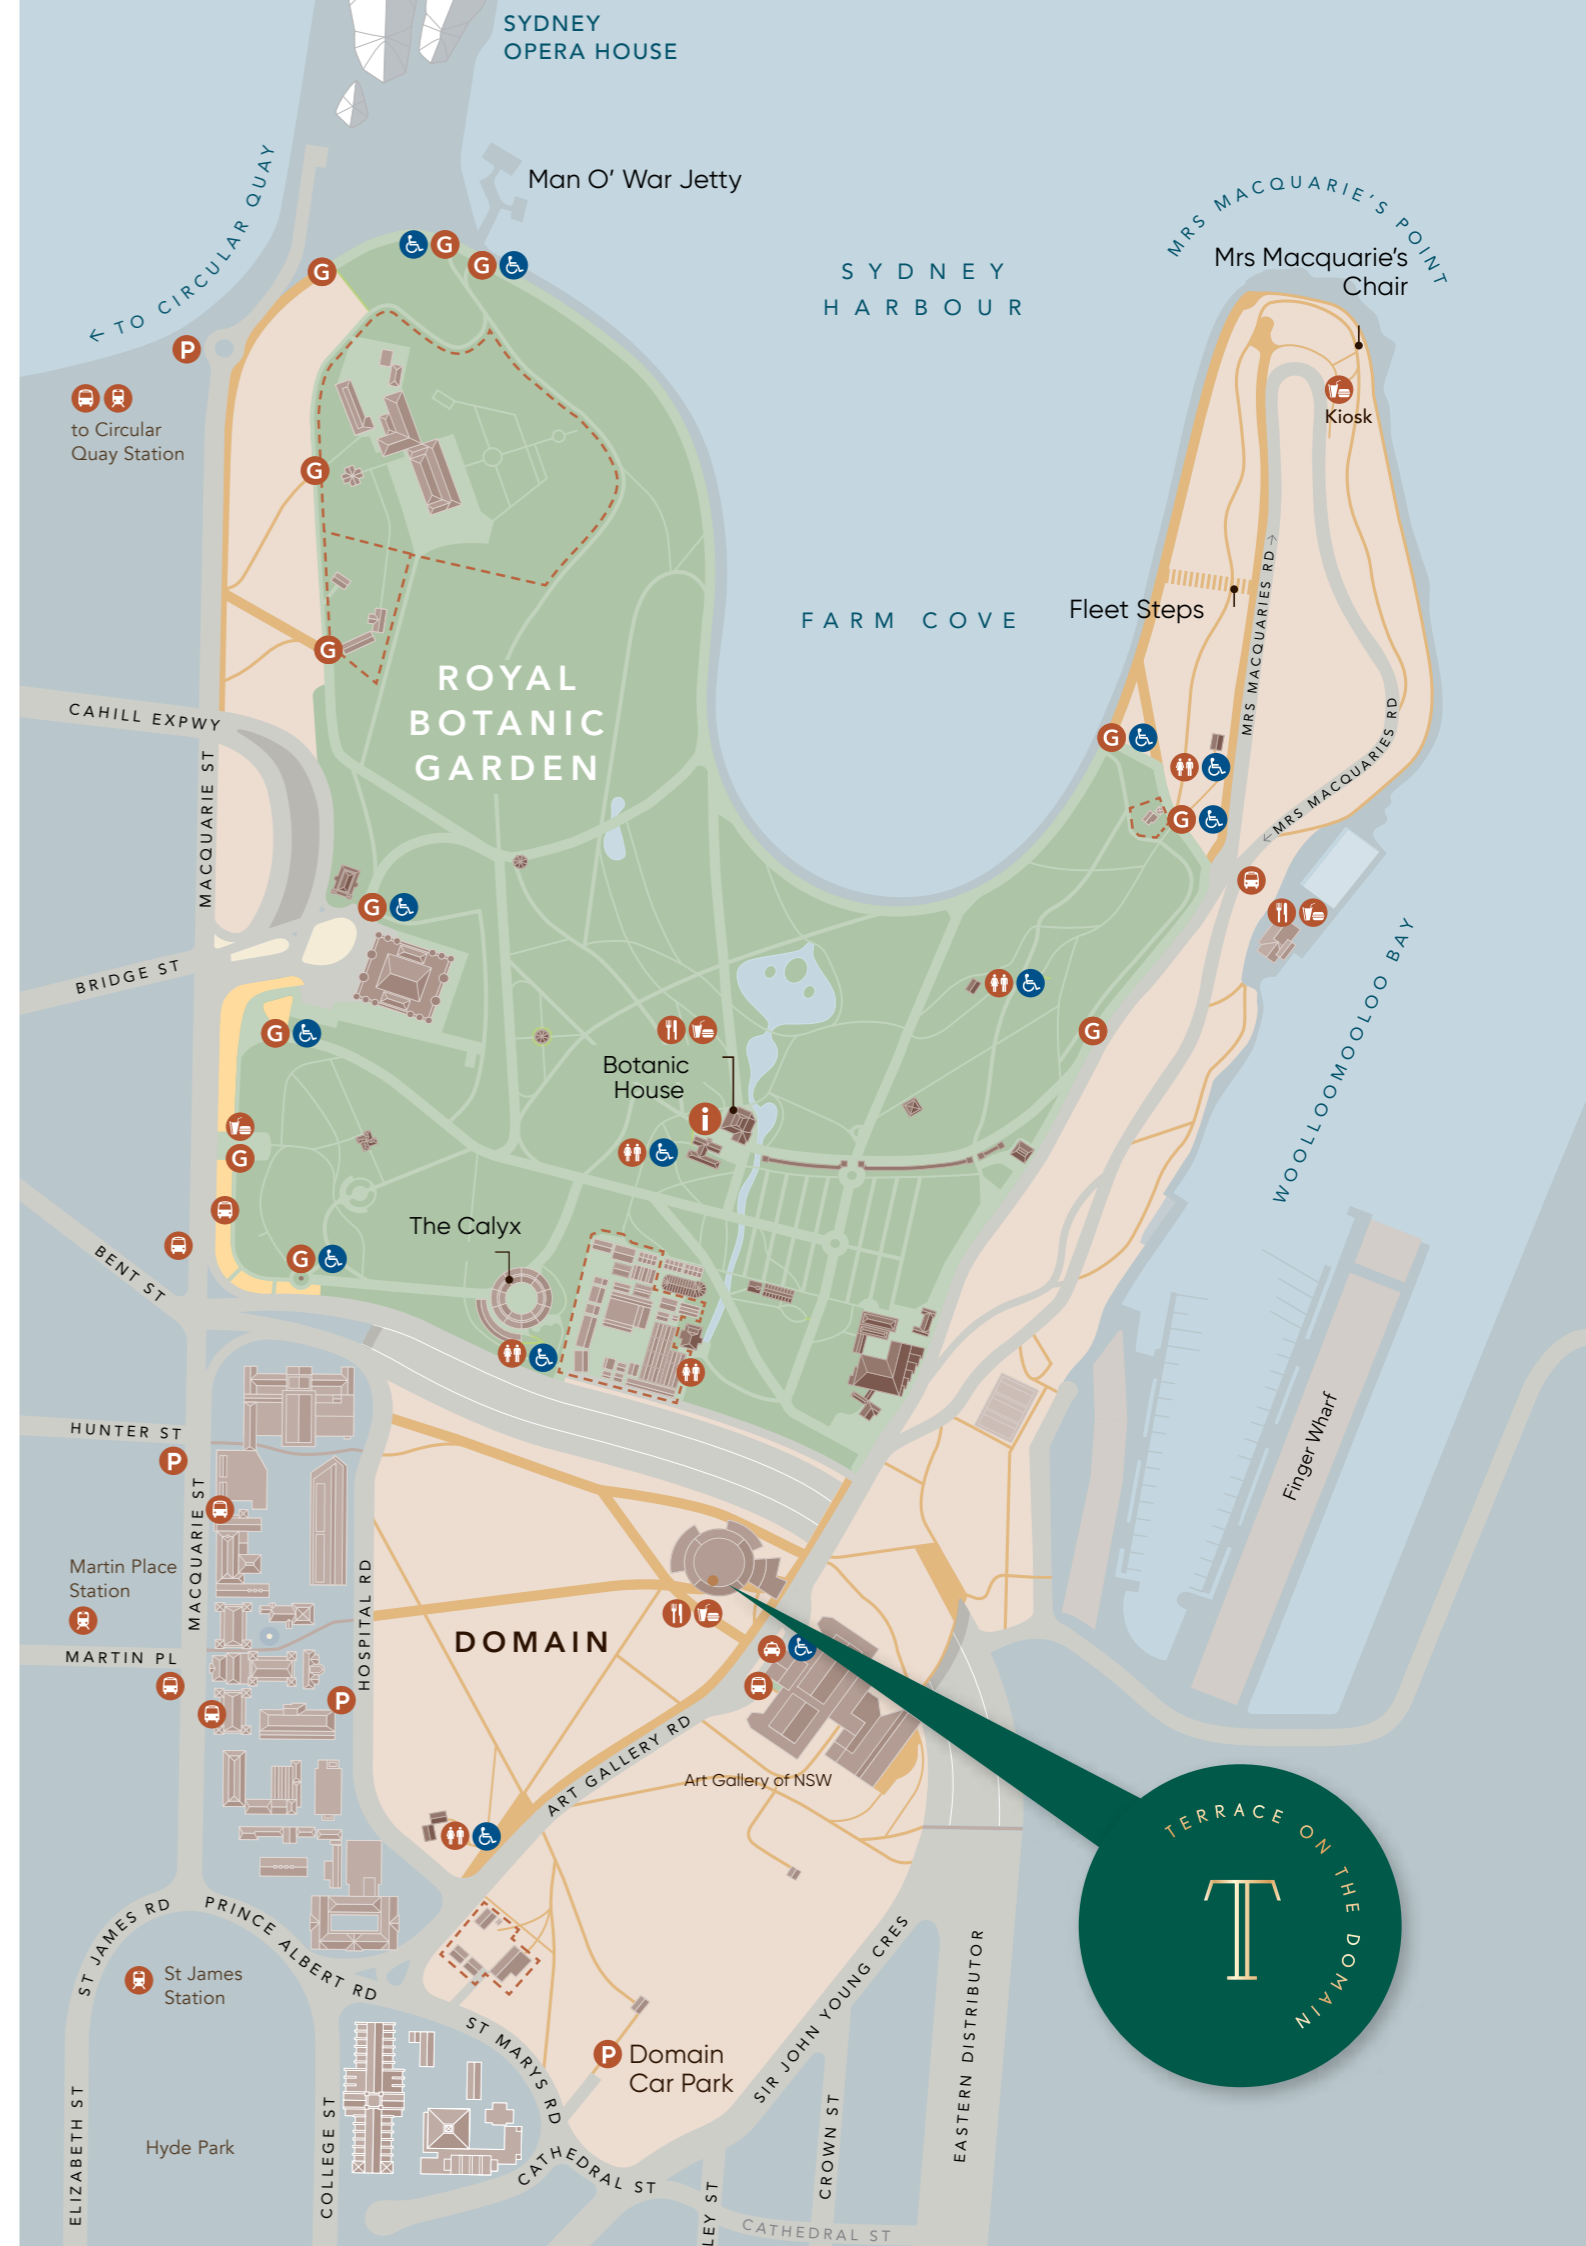 SYDNEY
OPERA HOUSE
Man O' War Jetty
← TO CIRCULAR QUAY
MRS MACQUARIE'S POINT
Mrs Macquarie's
Chair
SYDNEY
HARBOUR
G
G
G
P
to Circular
Quay Station
Kiosk
G
MRS MACQUARIES RD →
Fleet Steps
FARM COVE
G
ROYAL
BOTANIC
GARDEN
CAHILL EXPWY
MACQUARIE ST
G
← MRS MACQUARIES RD
G
G
WOOLLOOMOOLOO BAY
BRIDGE ST
G
G
Botanic
House
i
G
The Calyx
BENT ST
G
HUNTER ST
P
Finger Wharf
MACQUARIE ST
Martin Place
Station
HOSPITAL RD
DOMAIN
MARTIN PL
P
ART GALLERY RD
Art Gallery of NSW
TERRACE ON THE DOMAIN
T
ST JAMES RD
PRINCE ALBERT RD
St James
Station
ST MARYS RD
SIR JOHN YOUNG CRES
EASTERN DISTRIBUTOR
P
Domain
Car Park
ELIZABETH ST
Hyde Park
COLLEGE ST
CATHEDRAL ST
CROWN ST
LEY ST
CATHEDRAL ST